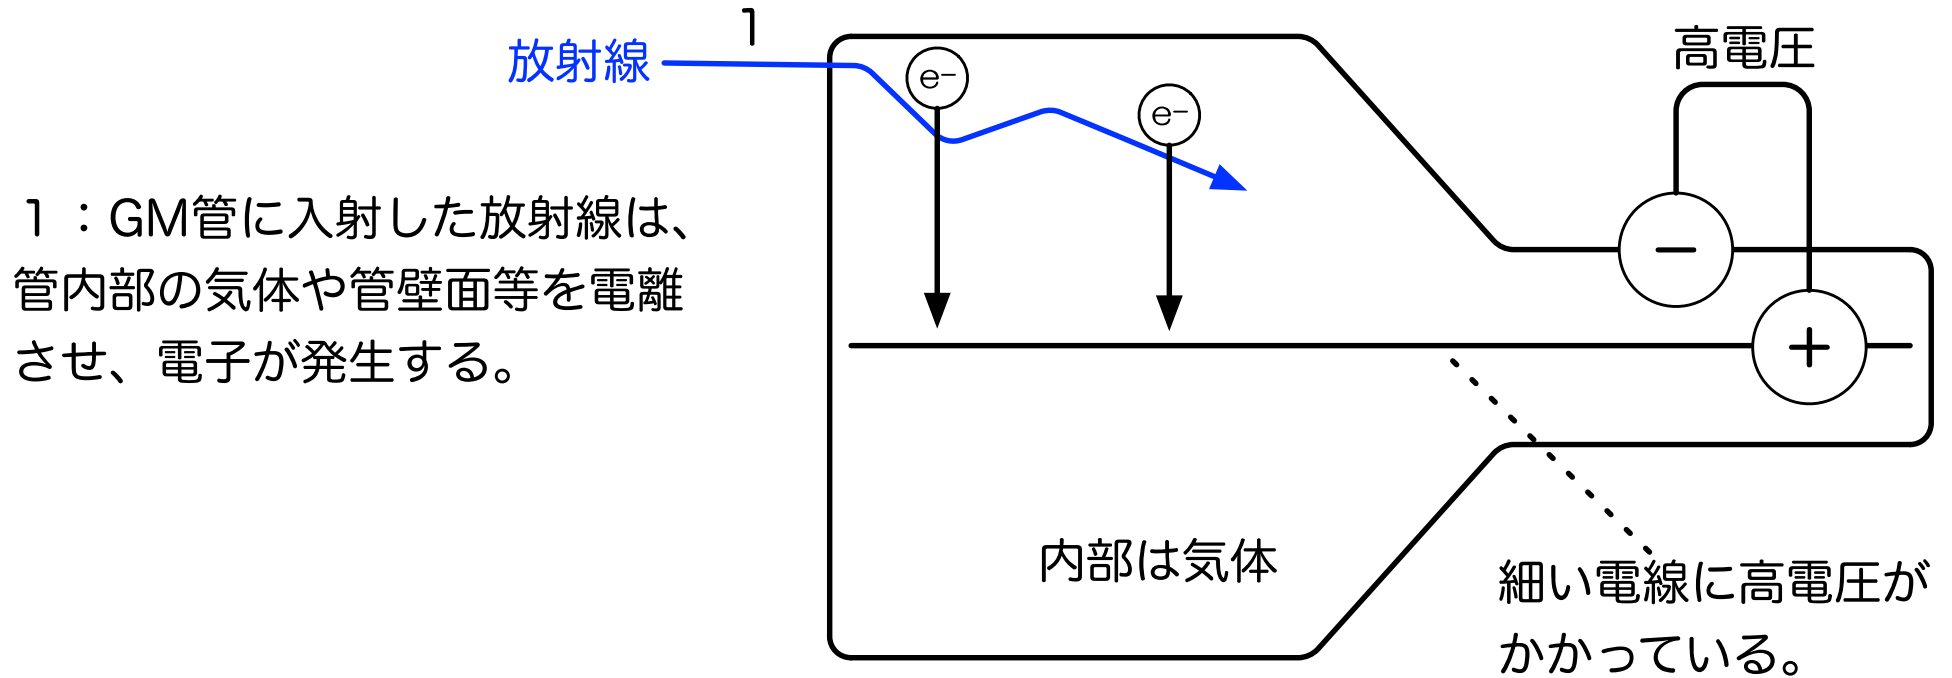 1
放射線
e−
e−
高電圧
−
+
1：GM管に入射した放射線は、
管内部の気体や管壁面等を電離
させ、電子が発生する。
内部は気体
細い電線に高電圧が
かかっている。